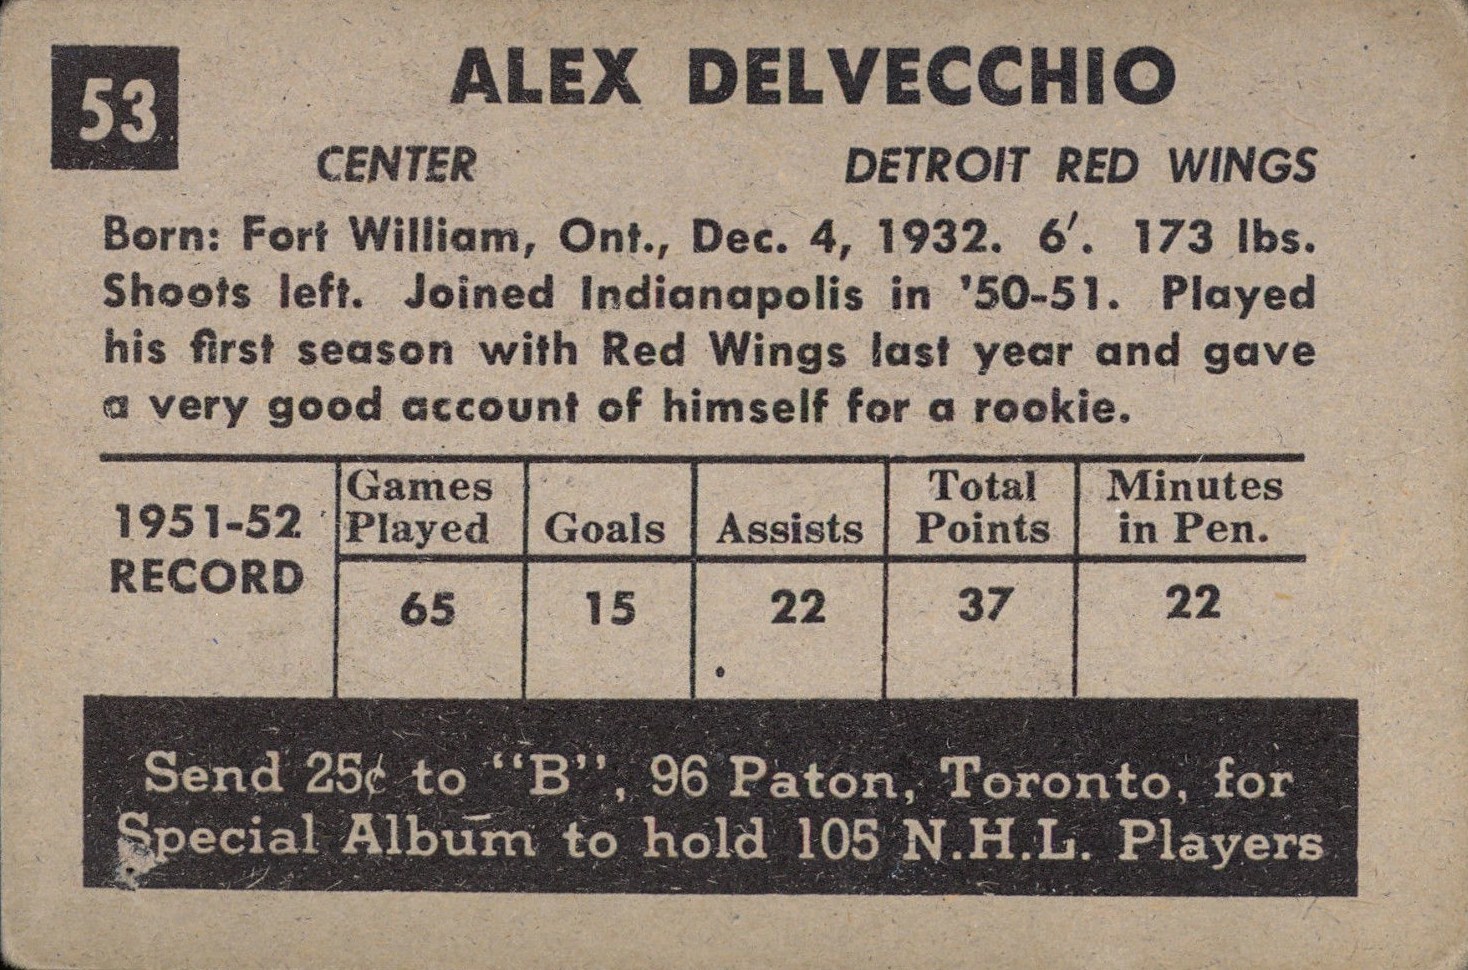 53
ALEX DELVECCHIO
CENTER DETROIT RED WINGS
Born: Fort William, Ont., Dec. 4, 1932. 6'. 173 lbs.
Shoots left. Joined Indianapolis in '50-51. Played
his first season with Red Wings last year and gave
a very good account of himself for a rookie.
1951-52 RECORD
Games Played Goals Assists Total Points Minutes in Pen.
65 15 22 37 22
Send 25¢ to "B", 96 Paton, Toronto, for
Special Album to hold 105 N.H.L. Players